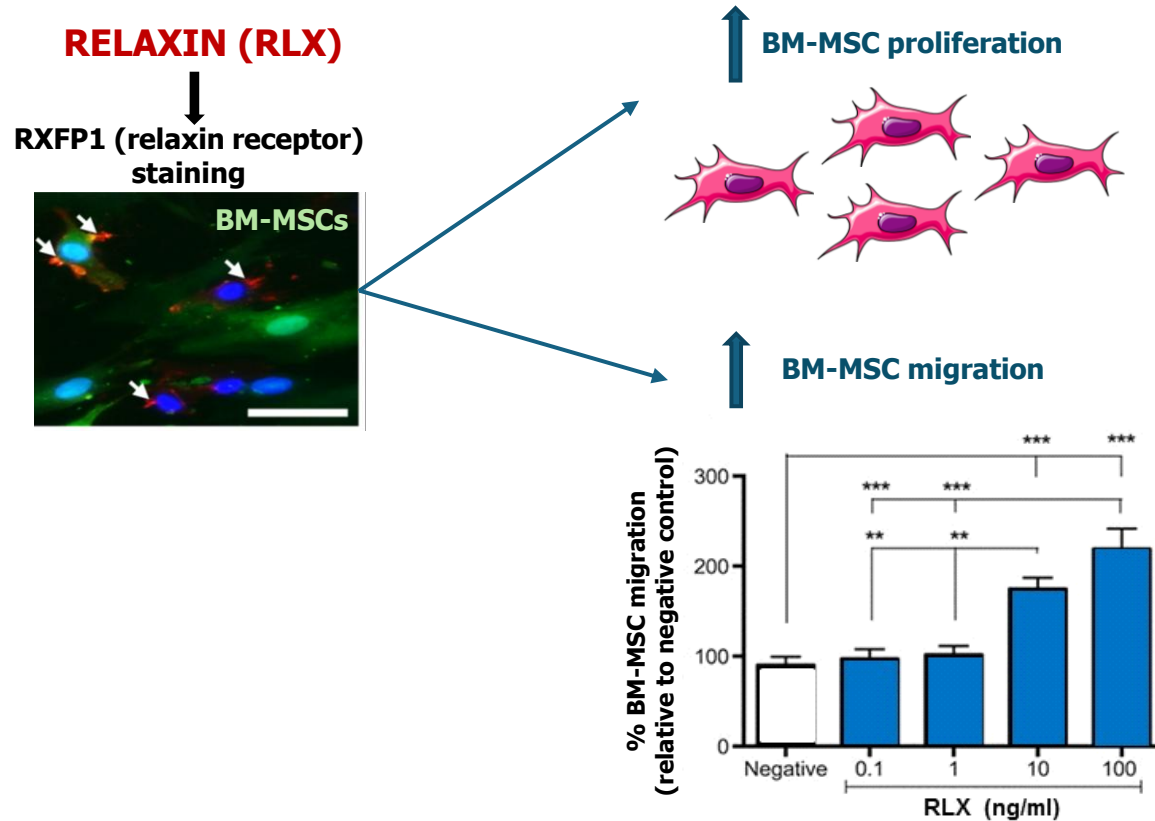 RELAXIN (RLX)
RXFP1 (relaxin receptor)
staining
BM-MSCs
BM-MSC proliferation
BM-MSC migration
% BM-MSC migration
(relative to negative control)
300
200
100
0
***
***
***
***
**
**
Negative
0.1
1
10
100
RLX (ng/ml)